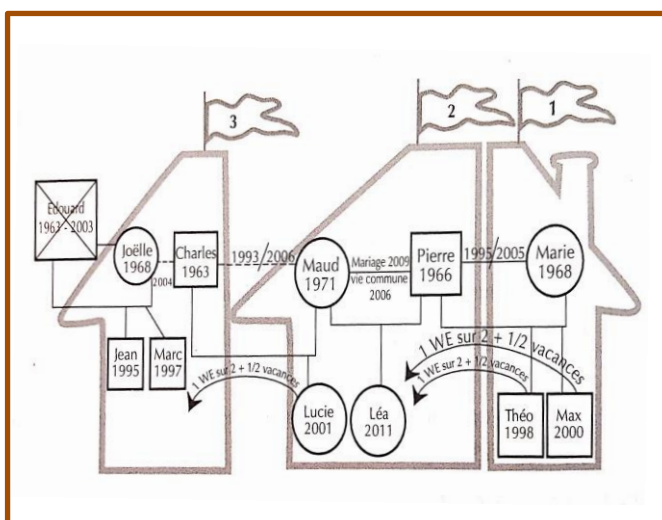 3
2
1
Edouard
1963 - 2003
Joëlle
1968
2004
Charles
1963
1993/2006
Maud
1971
Mariage 2009
vie commune
2006
Pierre
1966
1995/2005
Marie
1968
Jean
1995
Marc
1997
1 WE sur 2 + 1/2 vacances
Lucie
2001
Léa
2011
1 WE sur 2 + 1/2 vacances
1 WE sur 2 + 1/2 vacances
Théo
1998
Max
2000